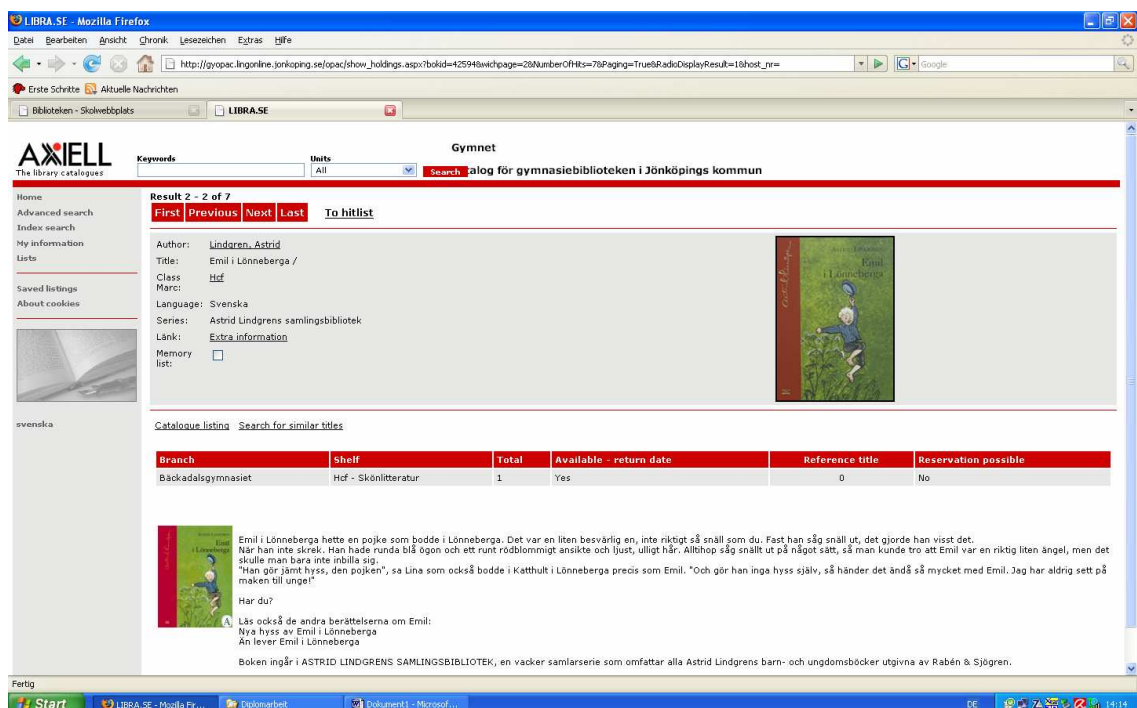 LIBRA.SE - Mozilla Firefox
Datei Bearbeiten Ansicht Chronik Lesezeichen Extras Hilfe
http://gyopac.lingonline.jonkoping.se/opac/show_holdings.aspx?bokid=42594&wichpage=2&NumberOfHits=7&Paging=True&RadioDisplayResult=1&host_nr=
Google
Erste Schritte Aktuelle Nachrichten
Biblioteken - Skolwebbplats LIBRA.SE
AXIELL
The library catalogues
Gymnet
Keywords Units
All Search alog för gymnasiebiblioteken i Jönköpings kommun
Home
Advanced search
Index search
My information
Lists
Saved listings
About cookies
svenska
Result 2 - 2 of 7
First Previous Next Last To hitlist
Author: Lindgren, Astrid
Title: Emil i Lönneberga /
Class Marc: Hcf
Language: Svenska
Series: Astrid Lindgrens samlingsbibliotek
Länk: Extra information
Memory list:
Emil
i Lönneberga
Catalogue listing Search for similar titles
Branch Shelf Total Available - return date Reference title Reservation possible
Bäckadalsgymnasiet Hcf - Skönlitteratur 1 Yes 0 No
Emil
i Lönneberga
Emil i Lönneberga hette en pojke som bodde i Lönneberga. Det var en liten besvärlig en, inte riktigt så snäll som du. Fast han såg snäll ut, det gjorde han visst det.
När han inte skrek. Han hade runda blå ögon och ett runt rödblommigt ansikte och ljust, ulligt hår. Alltihop såg snällt ut på något sätt, så man kunde tro att Emil var en riktig liten ängel, men det
skulle man bara inte inbilla sig.
"Han gör jämt hyss, den pojken", sa Lina som också bodde i Katthult i Lönneberga precis som Emil. "Och gör han inga hyss själv, så händer det ändå så mycket med Emil. Jag har aldrig sett på
maken till unge!"
Har du?
Läs också de andra berättelserna om Emil:
Nya hyss av Emil i Lönneberga
Än lever Emil i Lönneberga
Boken ingår i ASTRID LINDGRENS SAMLINGSBIBLIOTEK, en vacker samlarserie som omfattar alla Astrid Lindgrens barn- och ungdomsböcker utgivna av Rabén & Sjögren.
Fertig
Start LIBRA.SE - Mozilla Fir... Diplomarbeit Dokument1 - Microsof... DE 14:14